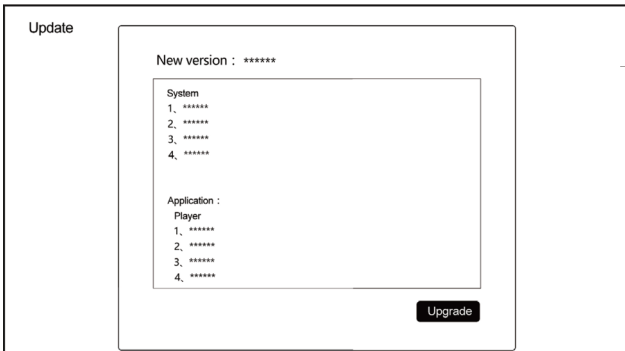 Update
New version： ******
System
1、******
2、******
3、******
4、******
Application：
Player
1、******
2、******
3、******
4、******
Upgrade